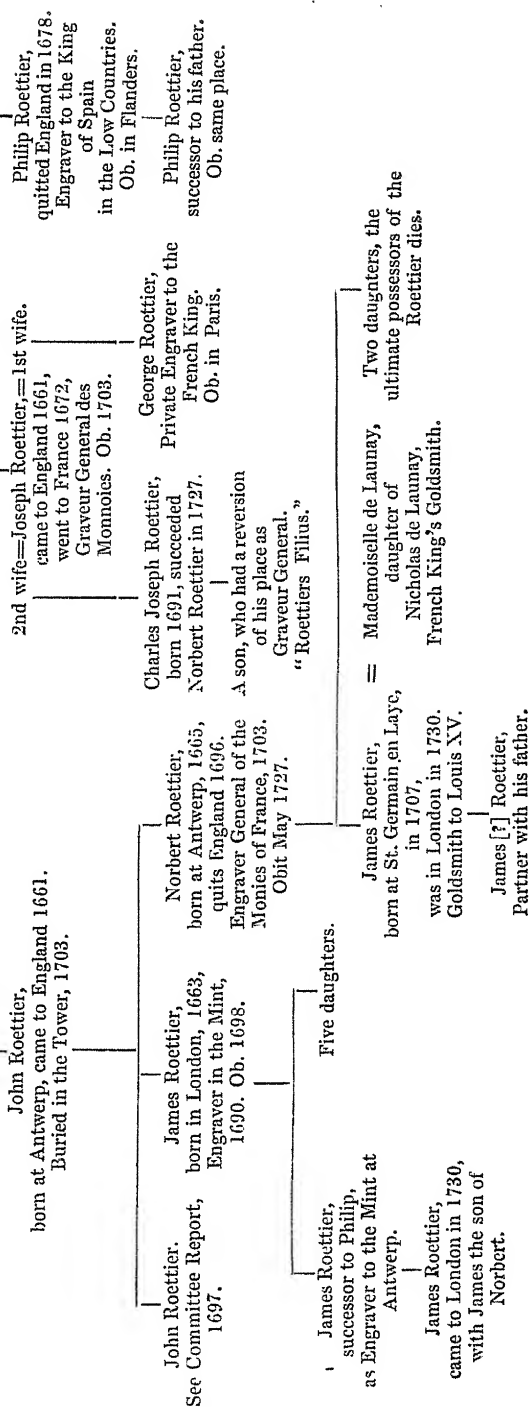 John Roettier,
born at Antwerp, came to England 1661.
Buried in the Tower, 1703.
2nd wife=Joseph Roettier,=1st wife.
came to England 1661,
went to France 1672,
Graveur General des
Monnoics. Ob. 1703.
Philip Roettier,
quitted England in 1678.
Engraver to the King
of Spain
in the Low Countries.
Ob. in Flanders.
John Roettier.
See Committee Report,
1697.
James Roettier,
born in London, 1663,
Engraver in the Mint,
1690. Ob. 1698.
Norbert Roettier,
born at Antwerp, 1665,
quits England 1696.
Engraver General of the
Monies of France, 1703.
Obit May 1727.
Charles Joseph Roettier,
born 1691, succeeded
Norbert Roettier in 1727.
George Roettier,
Private Engraver to the
French King.
Ob. in Paris.
Philip Roettier,
successor to his father.
Ob. same place.
A son, who had a reversion
of his place as
Graveur General.
"Roettiers Filius."
James Roettier,
successor to Philip,
as Engraver to the Mint at
Antwerp.
Five daughters.
James Roettier,
born at St. Germain en Laye,
in 1707,
was in London in 1730.
Goldsmith to Louis XV.
= Mademoiselle de Launay,
daughter of
Nicholas de Launay,
French King's Goldsmith.
Two daughters, the
ultimate possessors of the
Roettier dies.
James Roettier,
came to London in 1730,
with James the son of
Norbert.
James [?] Roettier,
Partner with his father.